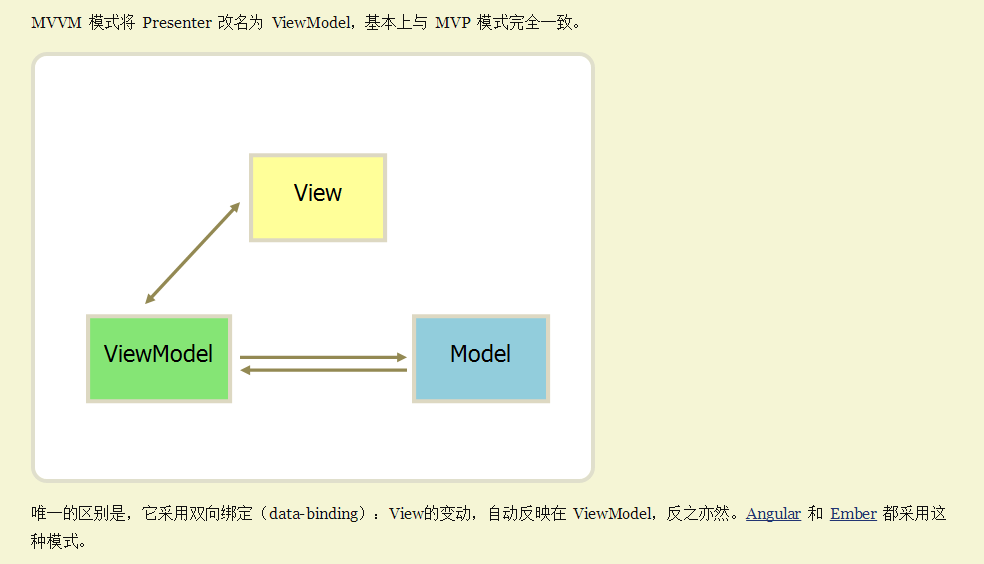 MVVM 模式将 Presenter 改名为 ViewModel，基本上与 MVP 模式完全一致。
View
ViewModel
Model
唯一的区别是，它采用双向绑定（data-binding）：View的变动，自动反映在 ViewModel，反之亦然。Angular 和 Ember 都采用这
种模式。